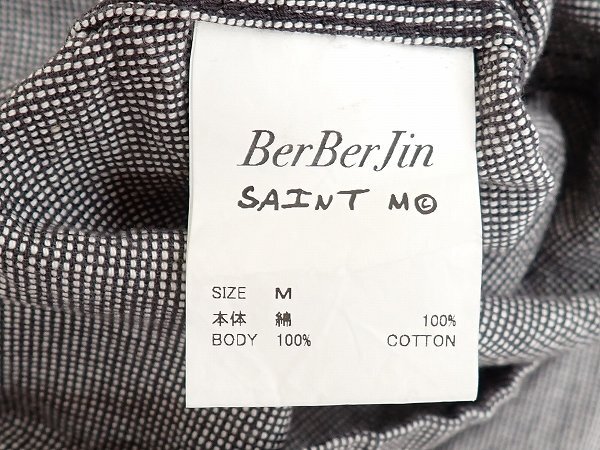 BerBerJin
SAINT M©
SIZE M
本体 綿 100%
BODY 100% COTTON